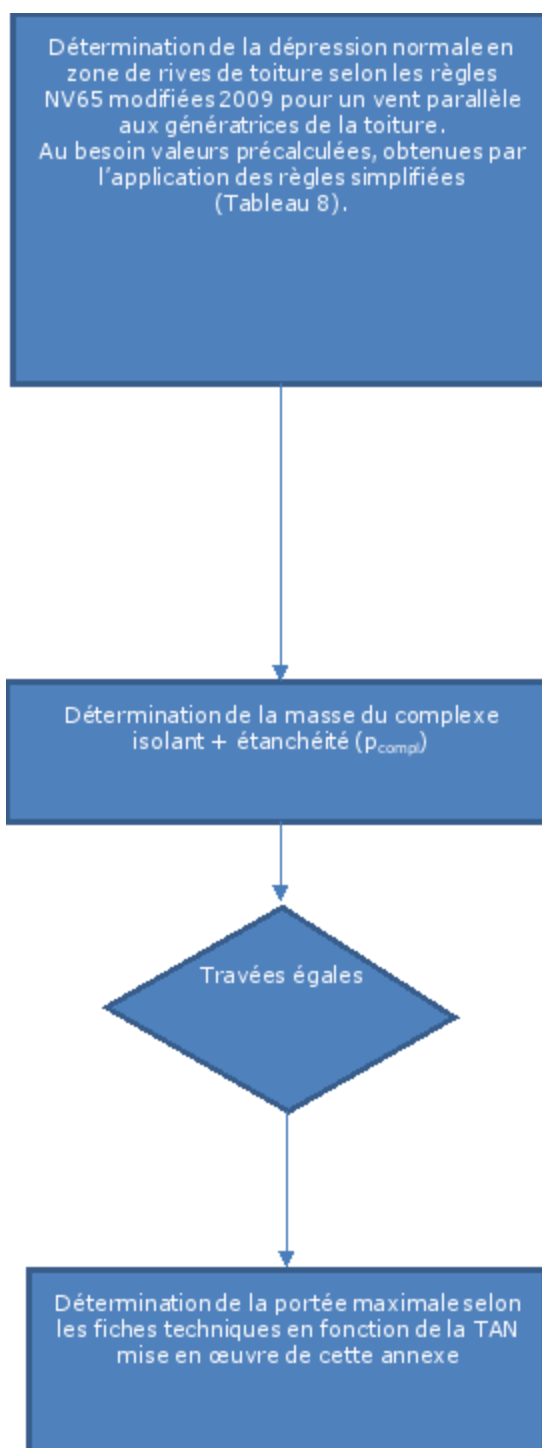 Détermination de la dépression normale en
zone de rives de toiture selon les règles
NV65 modifiées 2009 pour un vent parallèle
aux génératrices de la toiture.
Au besoin valeurs précalculées, obtenues par
l'application des règles simplifiées
(Tableau 8).
Détermination de la masse du complexe
isolant + étanchéité (pcompl)
Travées égales
Détermination de la portée maximale selon
les fiches techniques en fonction de la TAN
mise en œuvre de cette annexe